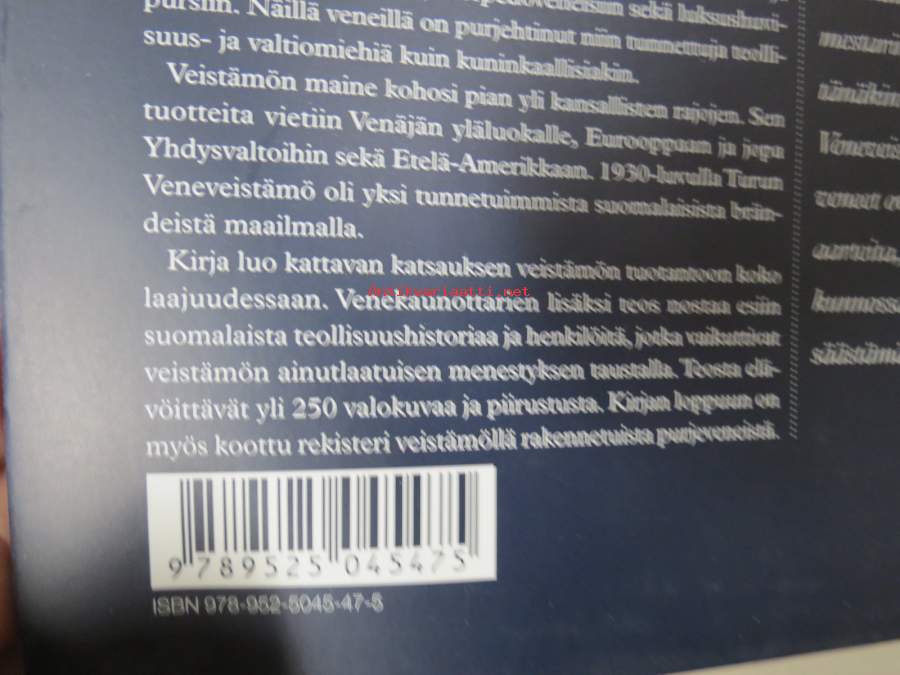 pursiin. Näillä veneillä on purjehtinut niin tunnettuja teolli-
suus- ja valtiomiehiä kuin kuninkaallisiakin.
Veistämön maine kohosi pian yli kansallisten rajojen. Sen
tuotteita vietiin Venäjän yläluokalle, Eurooppaan ja jopa
Yhdysvaltoihin sekä Etelä-Amerikkaan. 1930-luvulla Turun
Veneveistämö oli yksi tunnetuimmista suomalaisista brän-
deistä maailmalla.
Kirja luo kattavan katsauksen veistämön tuotantoon koko
laajuudessaan. Venekaunottarien lisäksi teos nostaa esiin
suomalaista teollisuushistoriaa ja henkilöitä, jotka vaikuttivat
veistämön ainutlaatuisen menestyksen taustalla. Teosta elä-
vöittävät yli 250 valokuvaa ja piirustusta. Kirjan loppuun on
myös koottu rekisteri veistämöllä rakennetuista purjeveneistä.
9 789525 045475
ISBN 978-952-5045-47-5
Antikvariaatti.net